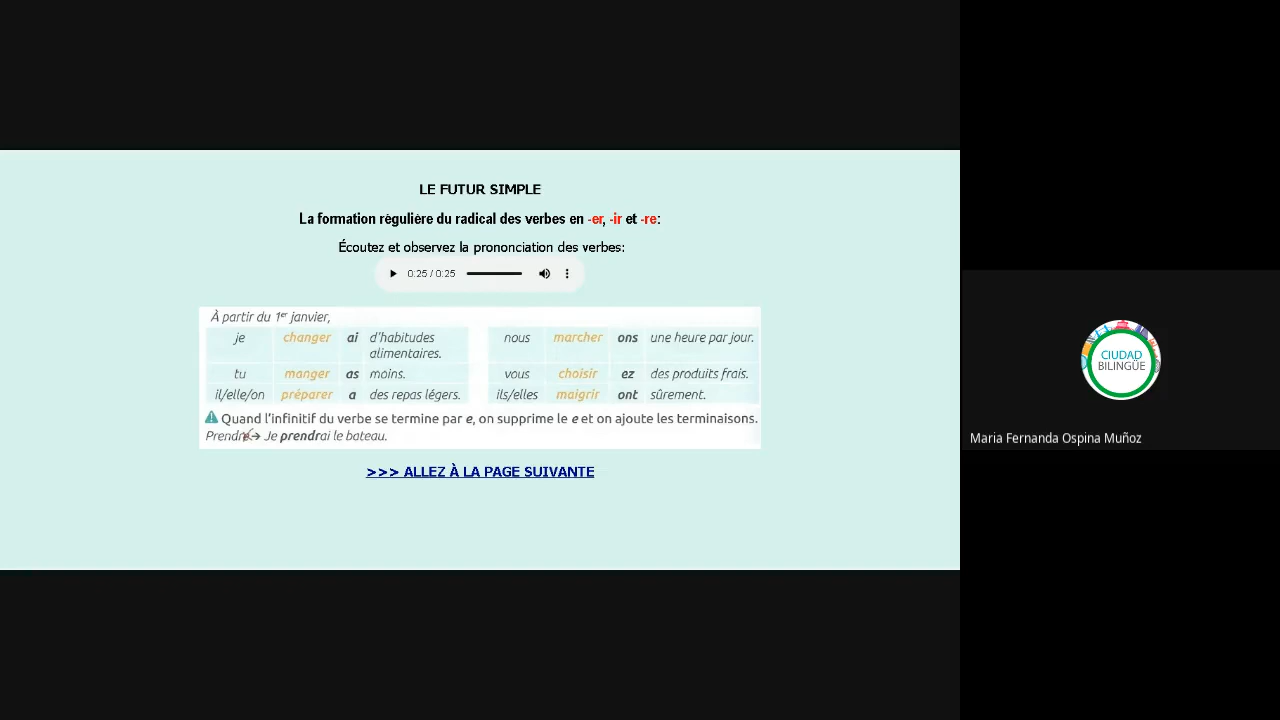 LE FUTUR SIMPLE
La formation régulière du radical des verbes en -er, -ir et -re:
Écoutez et observez la prononciation des verbes:
0:25 / 0:25
À partir du 1er janvier,
je changer ai d'habitudes alimentaires.
tu manger as moins.
il/elle/on préparer a des repas légers.
nous marcher ons une heure par jour.
vous choisir ez des produits frais.
ils/elles maigrir ont sûrement.
Quand l'infinitif du verbe se termine par e, on supprime le e et on ajoute les terminaisons.
Prendre → Je prendrai le bateau.
>>> ALLEZ À LA PAGE SUIVANTE
CIUDAD
BILINGÜE
Maria Fernanda Ospina Muñoz